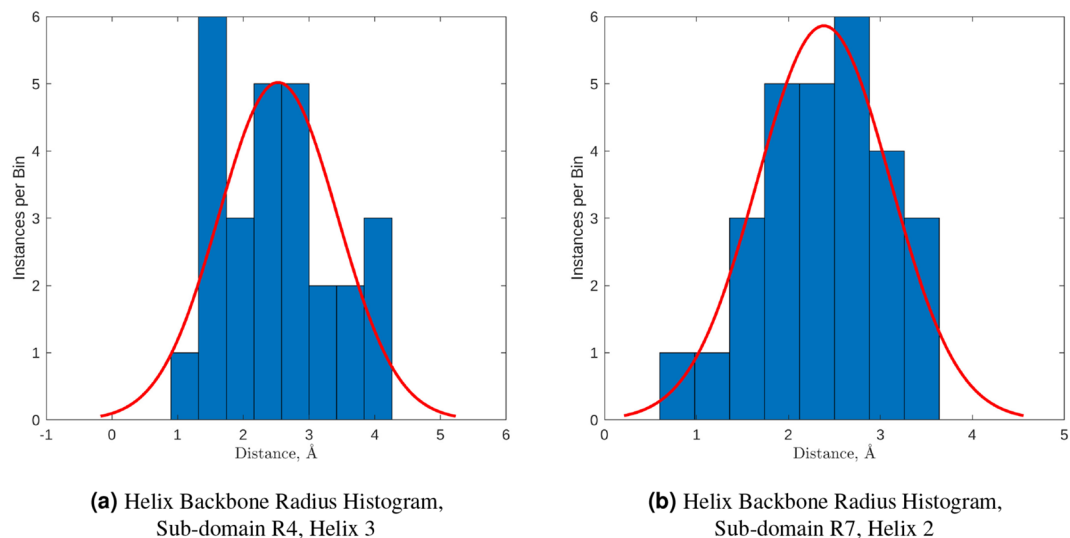 6
5
4
3
2
1
0
-1 0 1 2 3 4 5 6
Instances per Bin
Distance, Å
(a) Helix Backbone Radius Histogram,
Sub-domain R4, Helix 3
6
5
4
3
2
1
0
0 1 2 3 4 5
Instances per Bin
Distance, Å
(b) Helix Backbone Radius Histogram,
Sub-domain R7, Helix 2